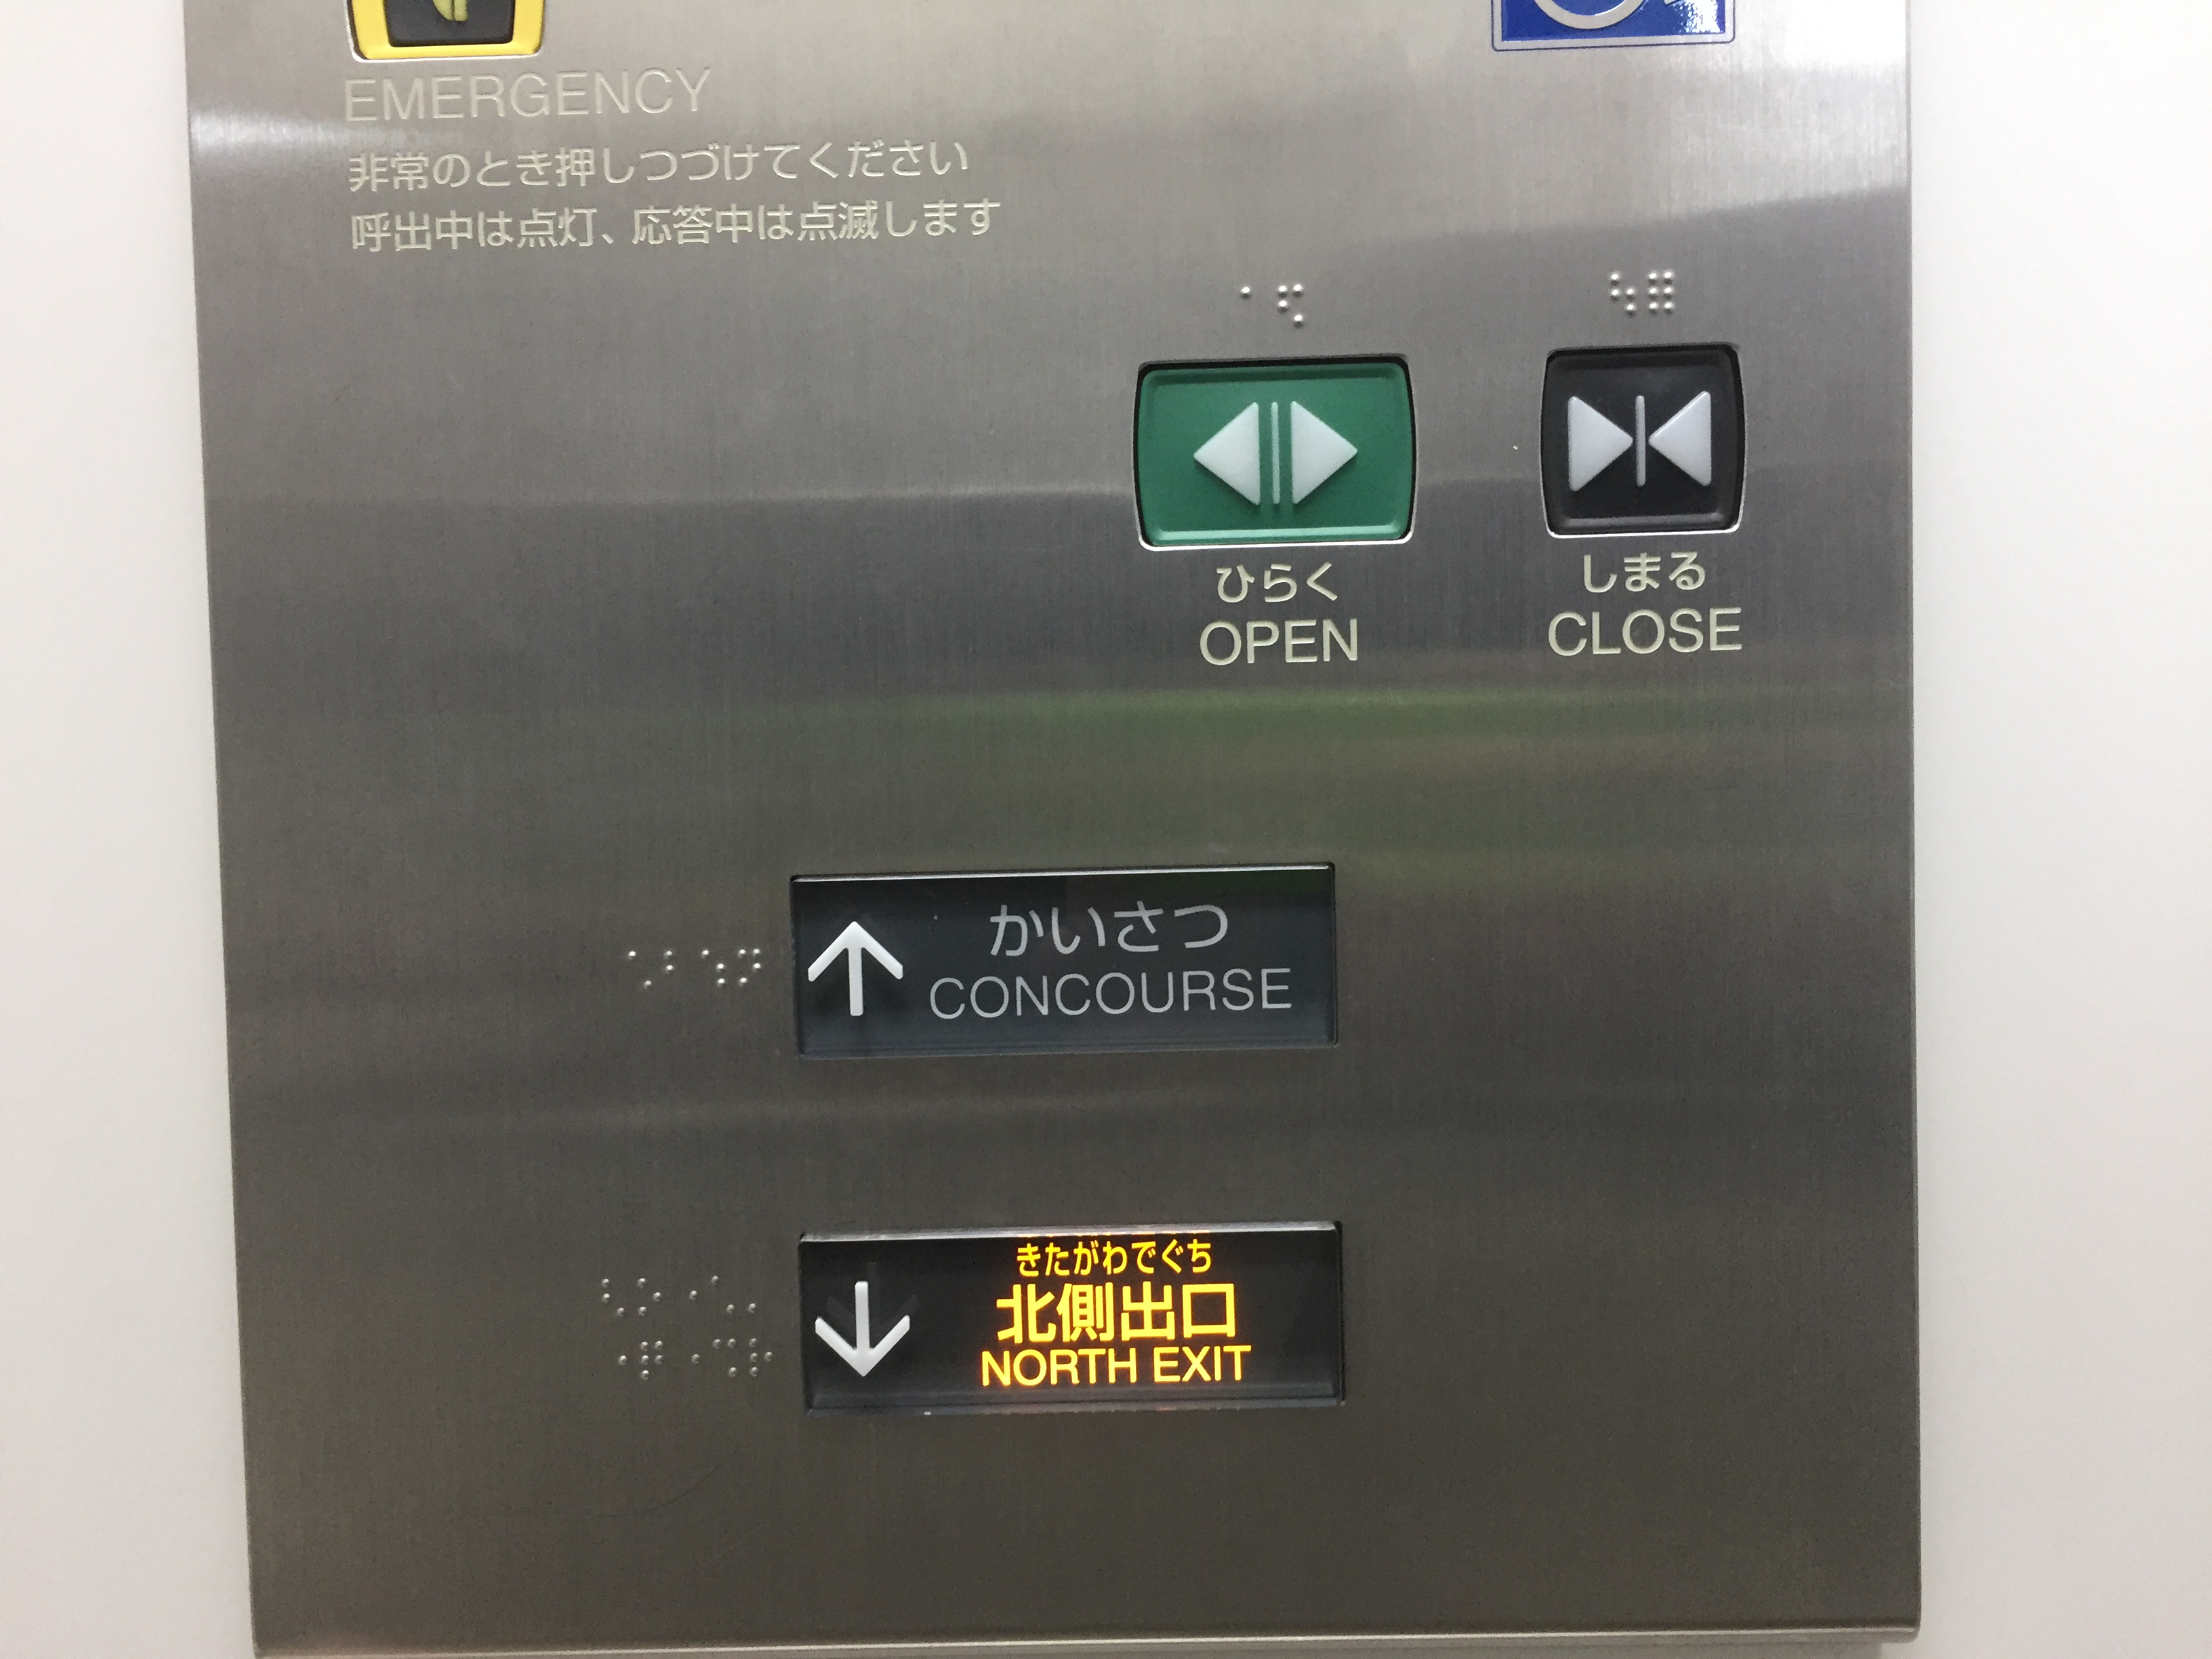 EMERGENCY
非常のとき押しつづけてください
呼出中は点灯、応答中は点滅します
ひらく
OPEN
しまる
CLOSE
かいさつ
CONCOURSE
きたがわでぐち
北側出口
NORTH EXIT